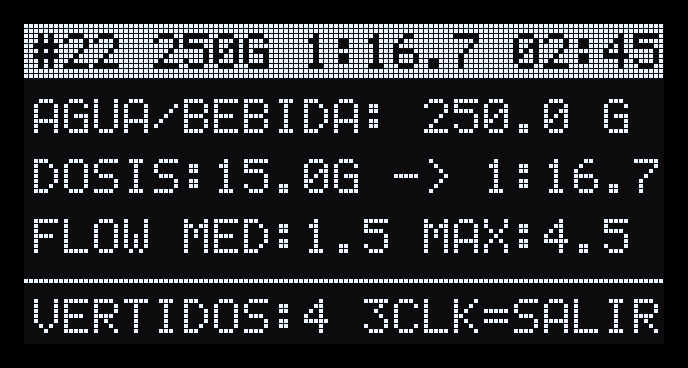 #22 250G 1:16.7 02:45
AGUA/BEBIDA: 250.0 G
DOSIS:15.0G -> 1:16.7
FLOW MED:1.5 MAX:4.5
VERTIDOS:4 3CLK=SALIR